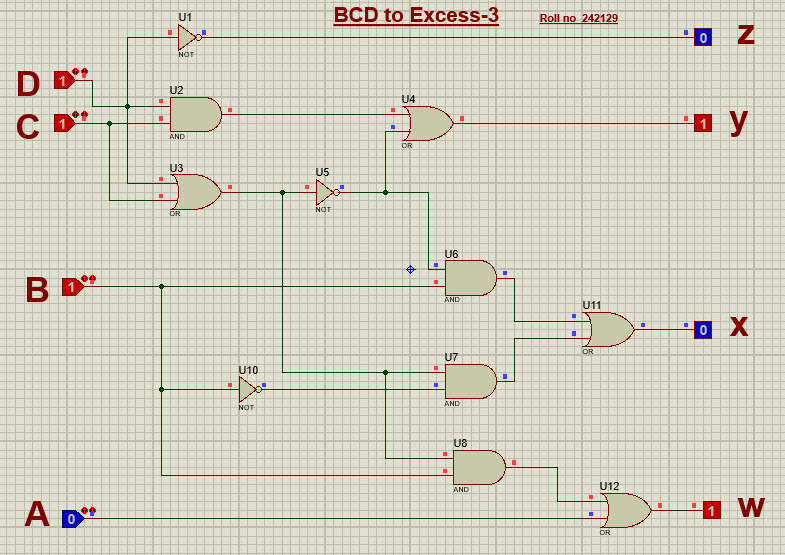 BCD to Excess-3
Roll no 242129
U1
NOT
0 z
D 1
U2
AND
C 1
U4
OR
1 y
U3
OR
U5
NOT
U6
AND
B 1
U11
OR
0 x
U10
NOT
U7
AND
U8
AND
U12
OR
1 w
A 0